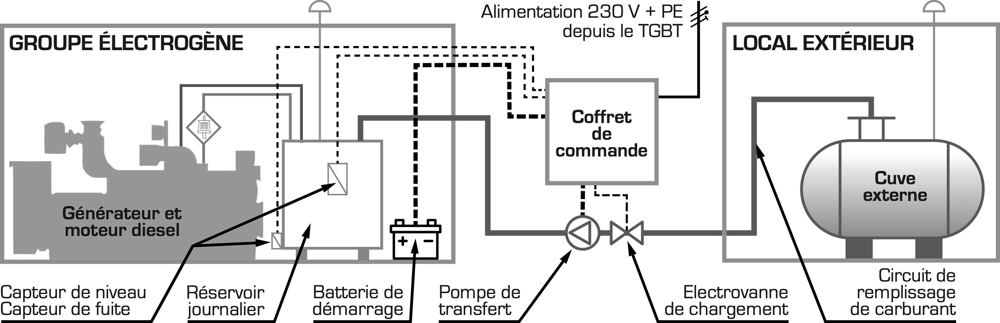 Alimentation 230 V + PE
depuis le TGBT
GROUPE ÉLECTROGÈNE
LOCAL EXTÉRIEUR
Coffret
de
commande
Cuve
externe
Générateur et
moteur diesel
+ −
Capteur de niveau
Capteur de fuite
Réservoir
journalier
Batterie de
démarrage
Pompe de
transfert
Electrovanne
de chargement
Circuit de
remplissage
de carburant